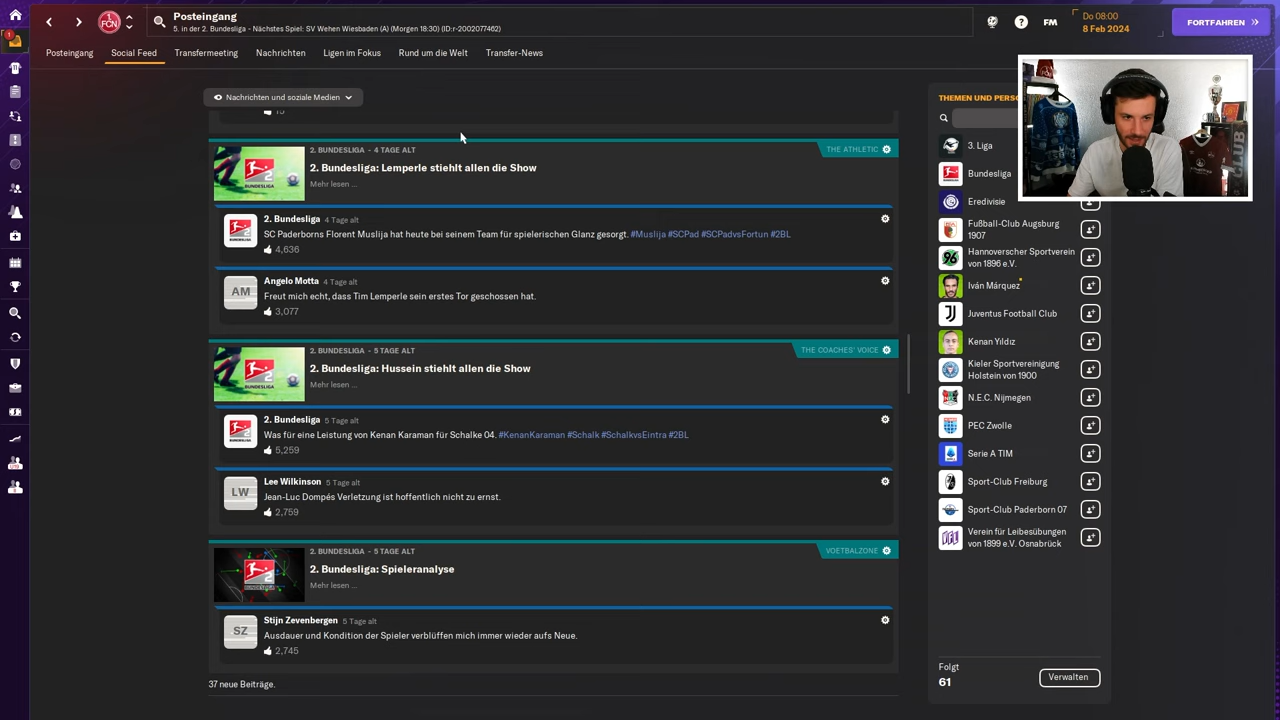 Posteingang
5. in der 2. Bundesliga - Nächstes Spiel: SV Wehen Wiesbaden (A) (Morgen 18:30) (ID:r-2002077462)
FM
Do 08:00
8 Feb 2024
FORTFAHREN
1
Posteingang
Social Feed
Transfermeeting
Nachrichten
Ligen im Fokus
Rund um die Welt
Transfer-News
Nachrichten und soziale Medien
2. BUNDESLIGA - 4 TAGE ALT
THE ATHLETIC
2. Bundesliga: Lemperle stiehlt allen die Show
Mehr lesen ...
2. Bundesliga 4 Tage alt
SC Paderborns Florent Muslija hat heute bei seinem Team für spielerischen Glanz gesorgt. #Muslija #SCPad #SCPadvsFortun #2BL
4,636
AM
Angelo Motta 4 Tage alt
Freut mich echt, dass Tim Lemperle sein erstes Tor geschossen hat.
3,077
2. BUNDESLIGA - 5 TAGE ALT
THE COACHES' VOICE
2. Bundesliga: Hussein stiehlt allen die Show
Mehr lesen ...
2. Bundesliga 5 Tage alt
Was für eine Leistung von Kenan Karaman für Schalke 04. #KenanKaraman #Schalk #SchalkvsEintra #2BL
5,259
LW
Lee Wilkinson 5 Tage alt
Jean-Luc Dompés Verletzung ist hoffentlich nicht zu ernst.
2,759
2. BUNDESLIGA - 5 TAGE ALT
VOETBALZONE
2. Bundesliga: Spieleranalyse
Mehr lesen ...
SZ
Stijn Zevenbergen 5 Tage alt
Ausdauer und Kondition der Spieler verblüffen mich immer wieder aufs Neue.
2,745
37 neue Beiträge.
THEMEN UND PERSO
3. Liga
Bundesliga
Eredivisie
Fußball-Club Augsburg
1907
Hannoverscher Sportverein
von 1896 e.V.
Iván Márquez
Juventus Football Club
Kenan Yıldız
Kieler Sportvereinigung
Holstein von 1900
N.E.C. Nijmegen
PEC Zwolle
Serie A TIM
Sport-Club Freiburg
Sport-Club Paderborn 07
Verein für Leibesübungen
von 1899 e.V. Osnabrück
Folgt
61
Verwalten